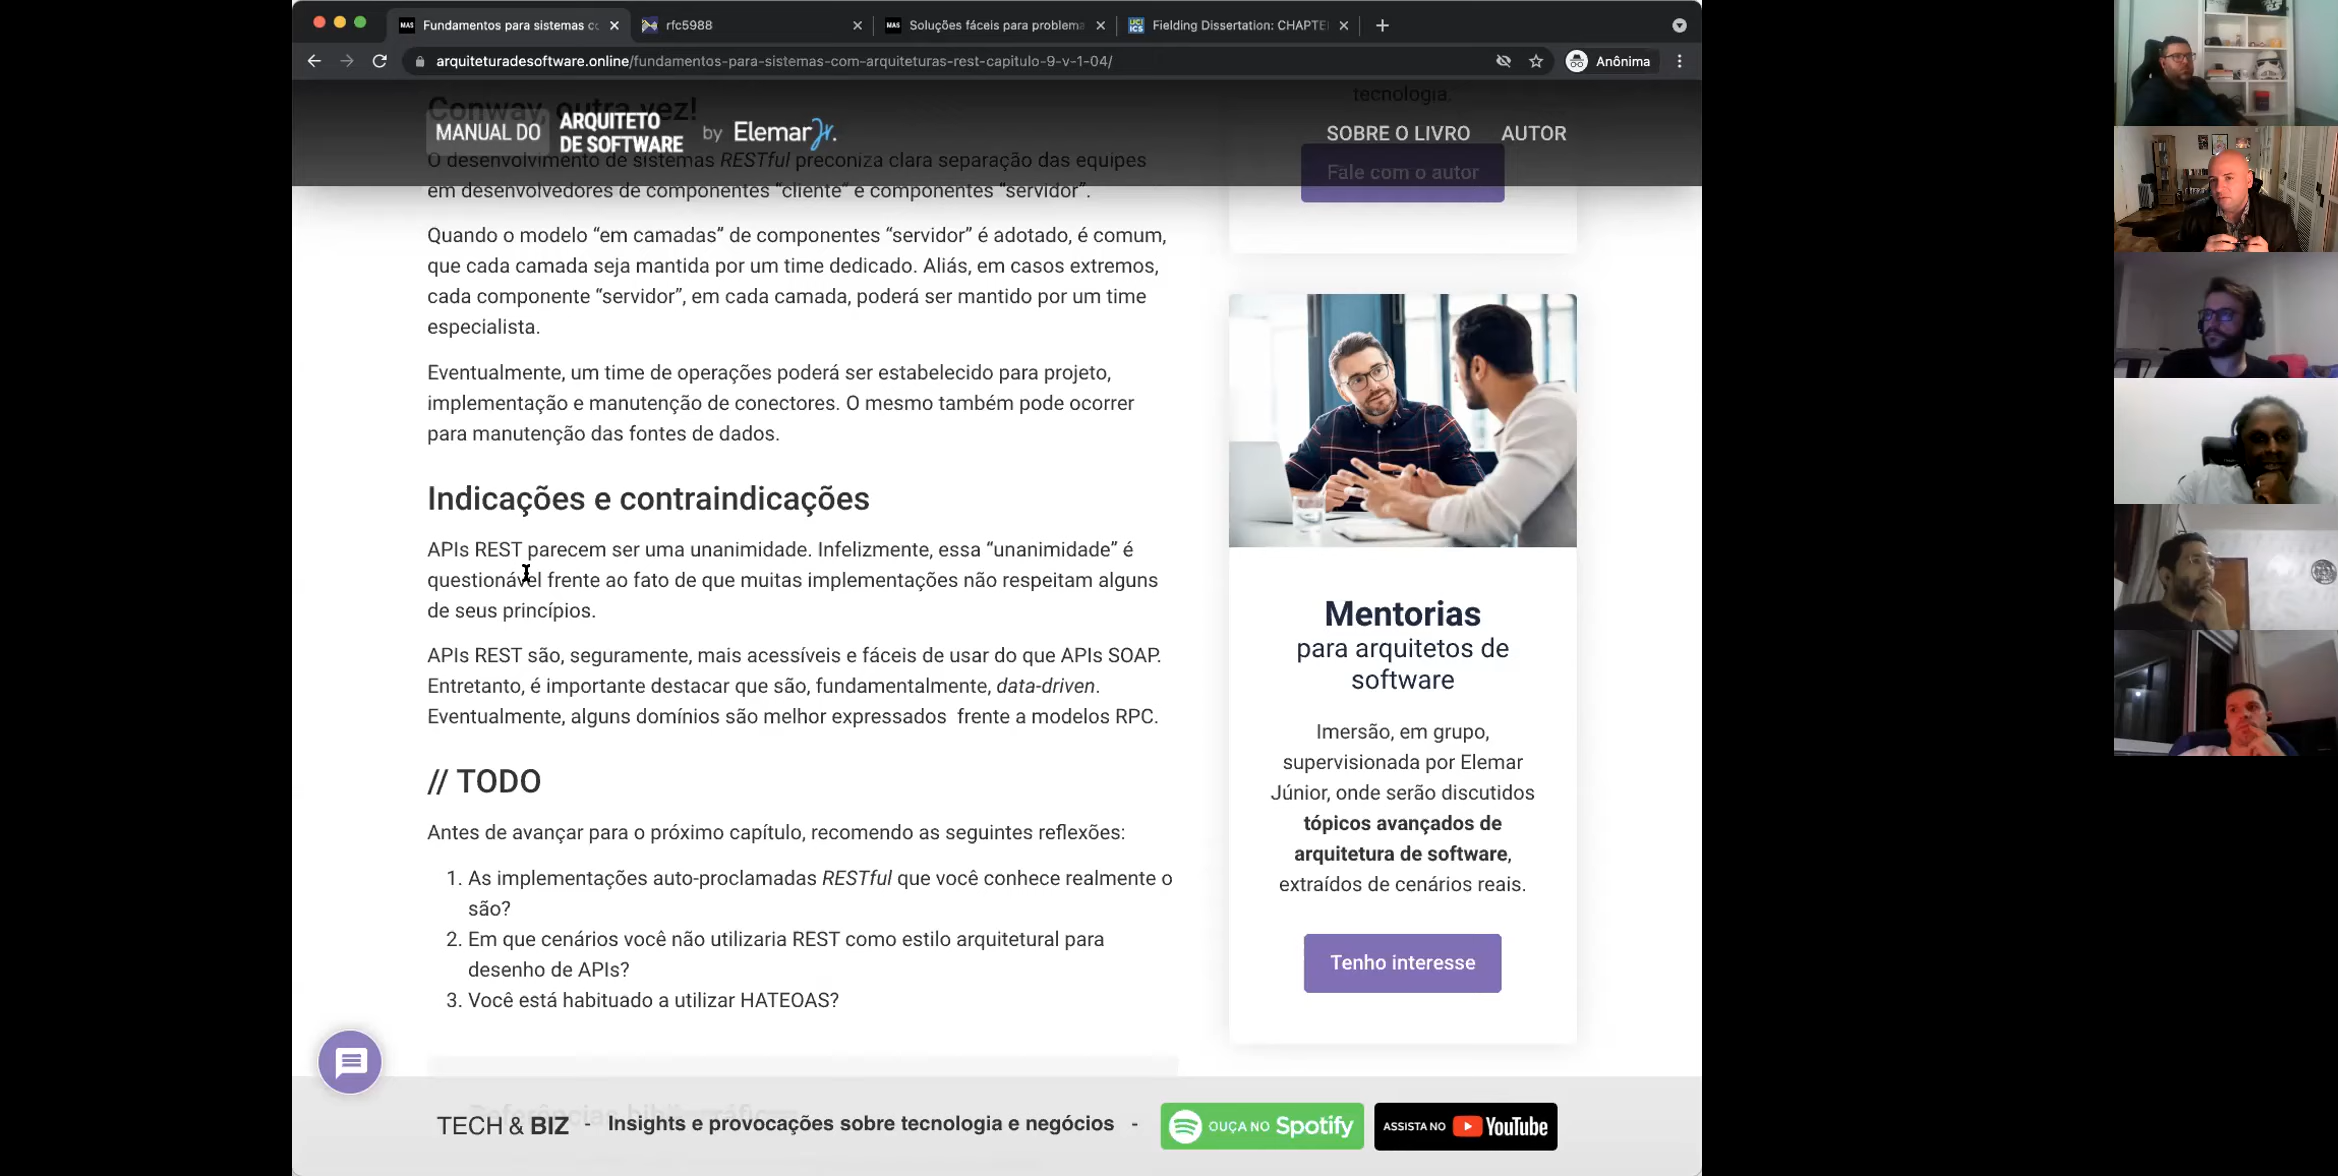 Fundamentos para sistemas co
rfc5988
Soluções fáceis para problema
Fielding Dissertation: CHAPTE
arquiteturadesoftware.online/fundamentos-para-sistemas-com-arquiteturas-rest-capitulo-9-v-1-04/
Anônima
Conway, outra vez!
MANUAL DO ARQUITETO DE SOFTWARE by Elemar Jr.
SOBRE O LIVRO AUTOR
O desenvolvimento de sistemas RESTful preconiza clara separação das equipes
em desenvolvedores de componentes “cliente“ e componentes “servidor”.
Quando o modelo “em camadas” de componentes “servidor” é adotado, é comum,
que cada camada seja mantida por um time dedicado. Aliás, em casos extremos,
cada componente “servidor”, em cada camada, poderá ser mantido por um time
especialista.
Eventualmente, um time de operações poderá ser estabelecido para projeto,
implementação e manutenção de conectores. O mesmo também pode ocorrer
para manutenção das fontes de dados.
Indicações e contraindicações
APIs REST parecem ser uma unanimidade. Infelizmente, essa “unanimidade” é
questionável frente ao fato de que muitas implementações não respeitam alguns
de seus princípios.
APIs REST são, seguramente, mais acessíveis e fáceis de usar do que APIs SOAP.
Entretanto, é importante destacar que são, fundamentalmente, data-driven.
Eventualmente, alguns domínios são melhor expressados frente a modelos RPC.
// TODO
Antes de avançar para o próximo capítulo, recomendo as seguintes reflexões:
1. As implementações auto-proclamadas RESTful que você conhece realmente o
são?
2. Em que cenários você não utilizaria REST como estilo arquitetural para
desenho de APIs?
3. Você está habituado a utilizar HATEOAS?
tecnologia.
Fale com o autor
Mentorias
para arquitetos de
software
Imersão, em grupo,
supervisionada por Elemar
Júnior, onde serão discutidos
tópicos avançados de
arquitetura de software,
extraídos de cenários reais.
Tenho interesse
TECH & BIZ - Insights e provocações sobre tecnologia e negócios -
OUÇA NO Spotify
ASSISTA NO YouTube